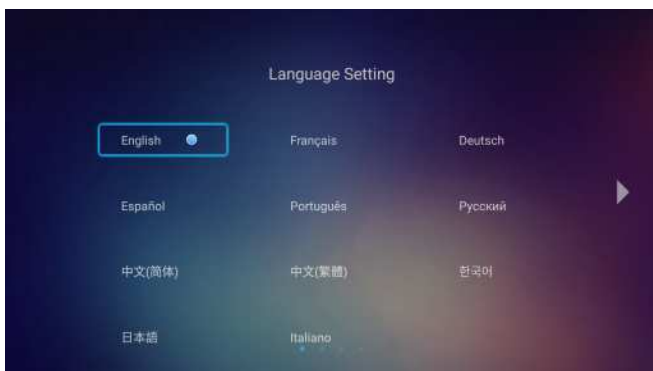 Language Setting
English Français Deutsch
Español Português Русский
中文(简体) 中文(繁體) 한국어
日本語 Italiano